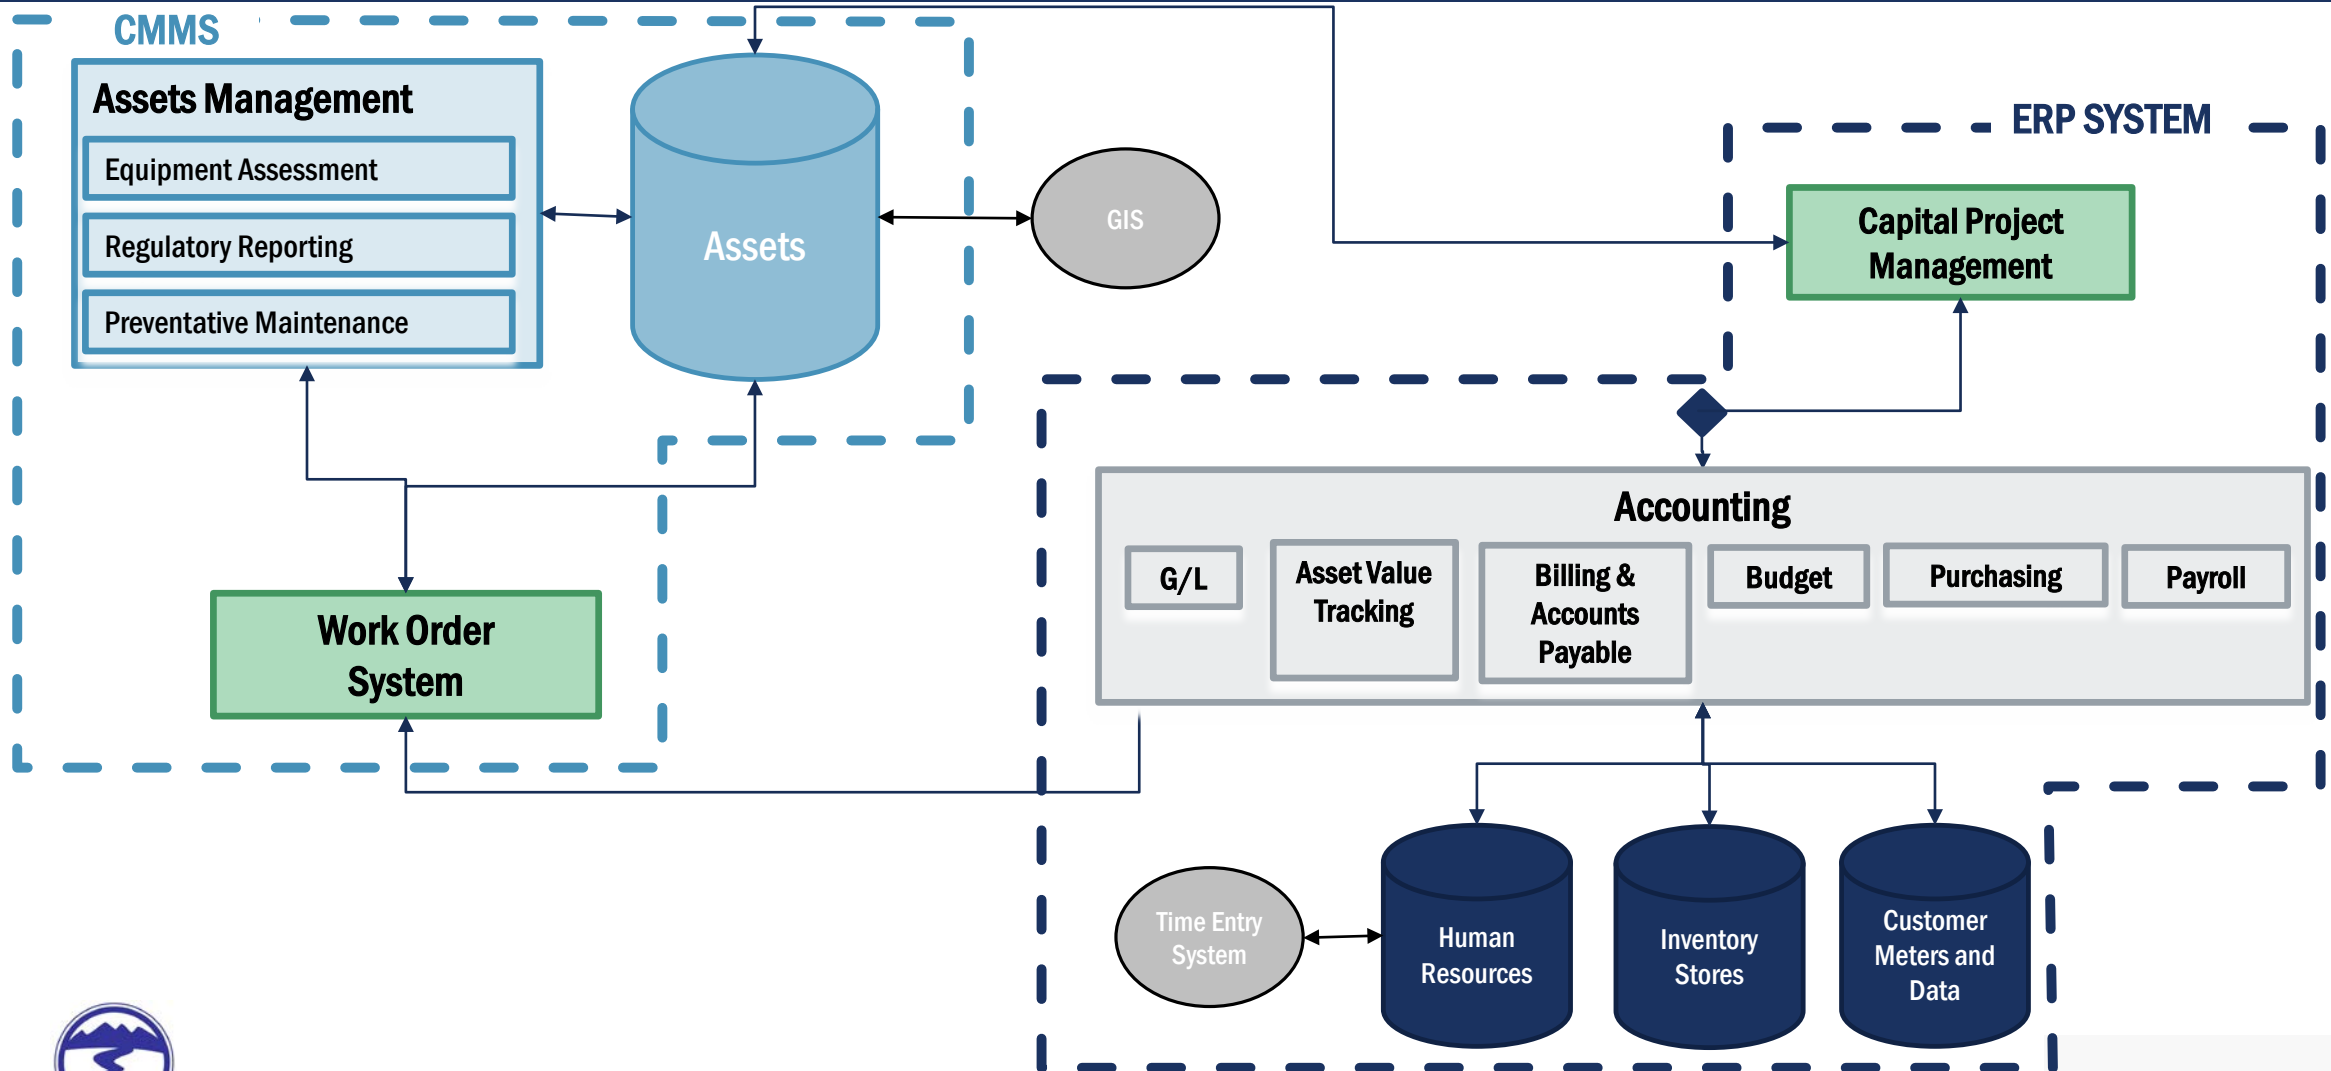 CMMS
Assets Management
Equipment Assessment
Regulatory Reporting
Preventative Maintenance
Assets
GIS
ERP SYSTEM
Capital Project
Management
Work Order
System
Accounting
G/L
Asset Value
Tracking
Billing &
Accounts
Payable
Budget
Purchasing
Payroll
Time Entry
System
Human
Resources
Inventory
Stores
Customer
Meters and
Data